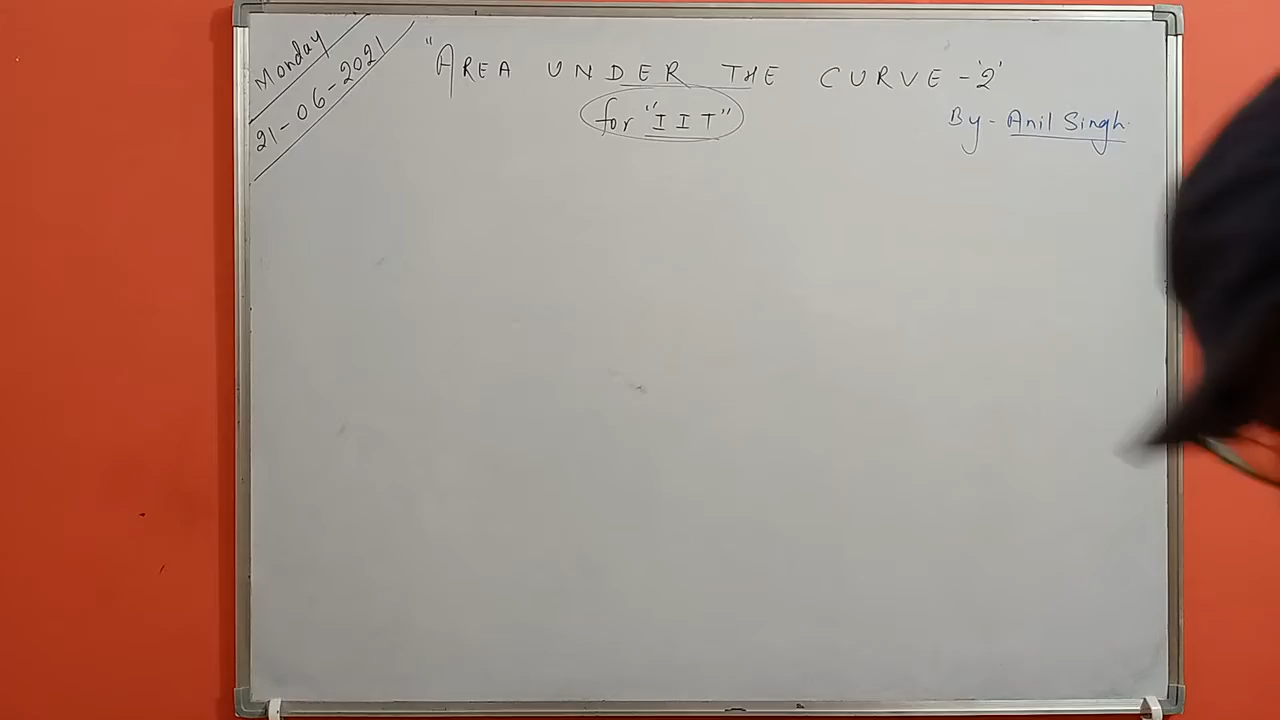 Monday
21-06-2021
"AREA UNDER THE CURVE-'2'
for "IIT"
By- Anil Singh.